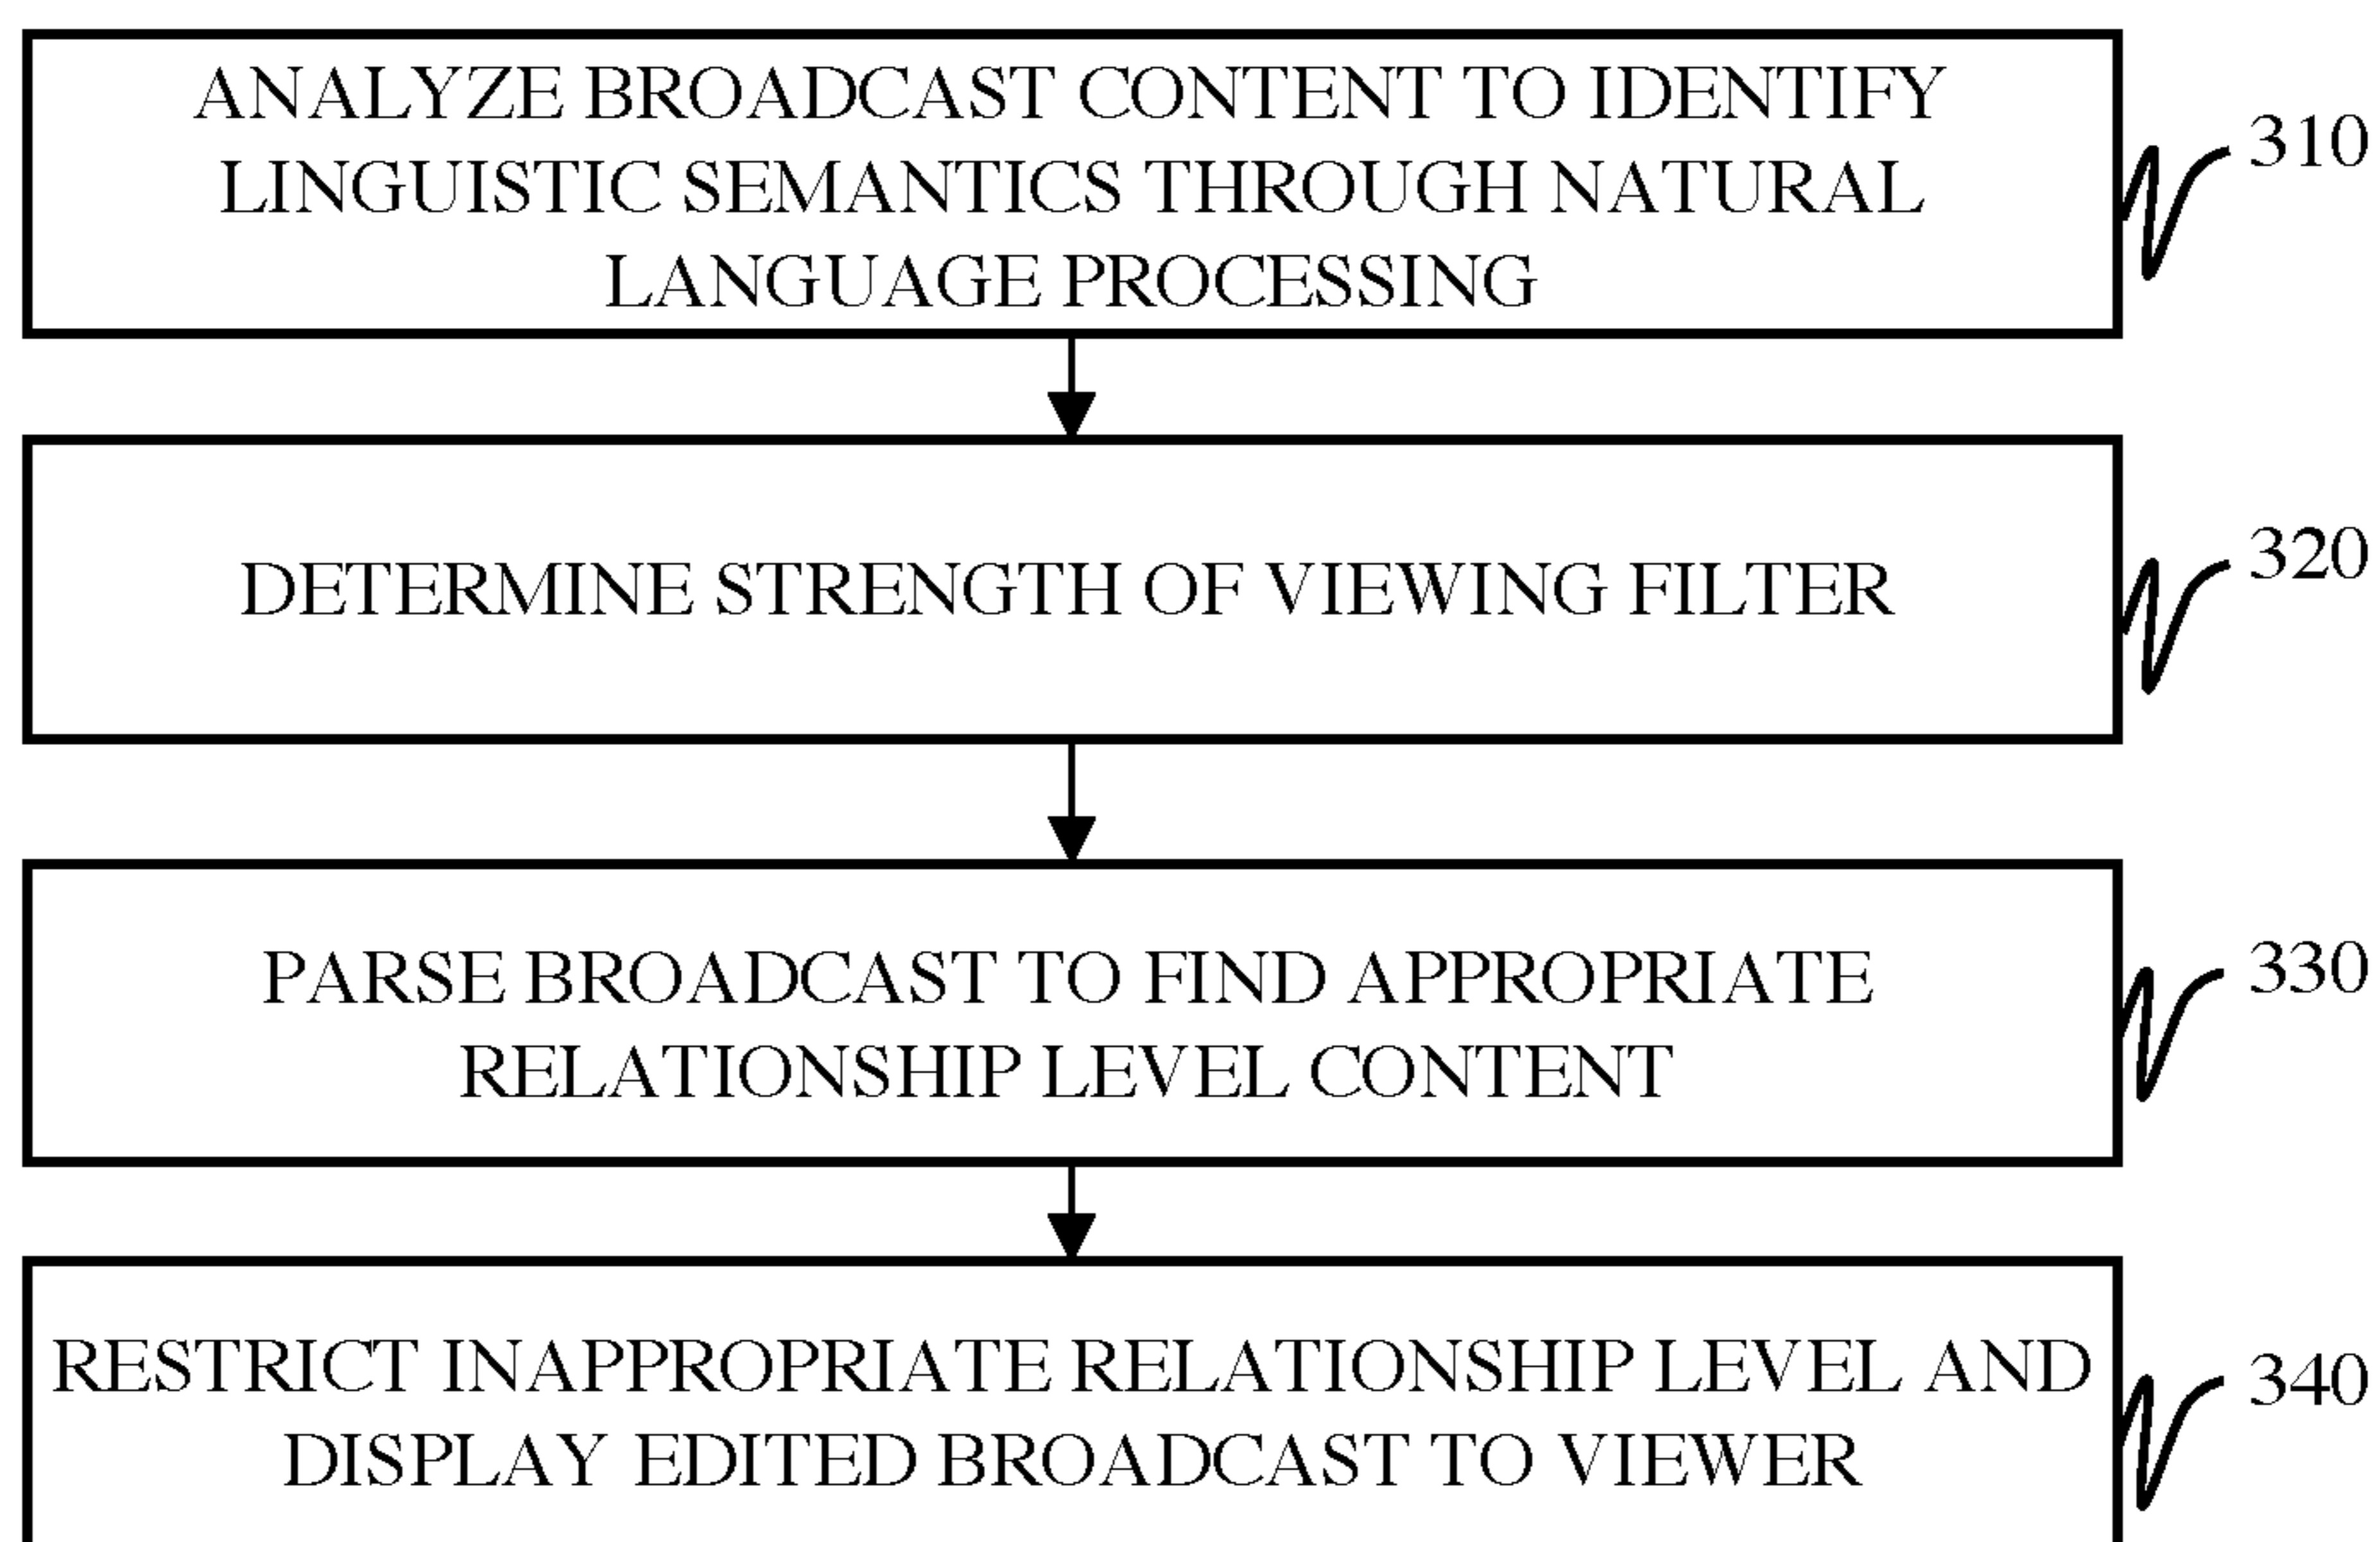 ANALYZE BROADCAST CONTENT TO IDENTIFY
LINGUISTIC SEMANTICS THROUGH NATURAL
LANGUAGE PROCESSING
310
DETERMINE STRENGTH OF VIEWING FILTER
320
PARSE BROADCAST TO FIND APPROPRIATE
RELATIONSHIP LEVEL CONTENT
330
RESTRICT INAPPROPRIATE RELATIONSHIP LEVEL AND
DISPLAY EDITED BROADCAST TO VIEWER
340